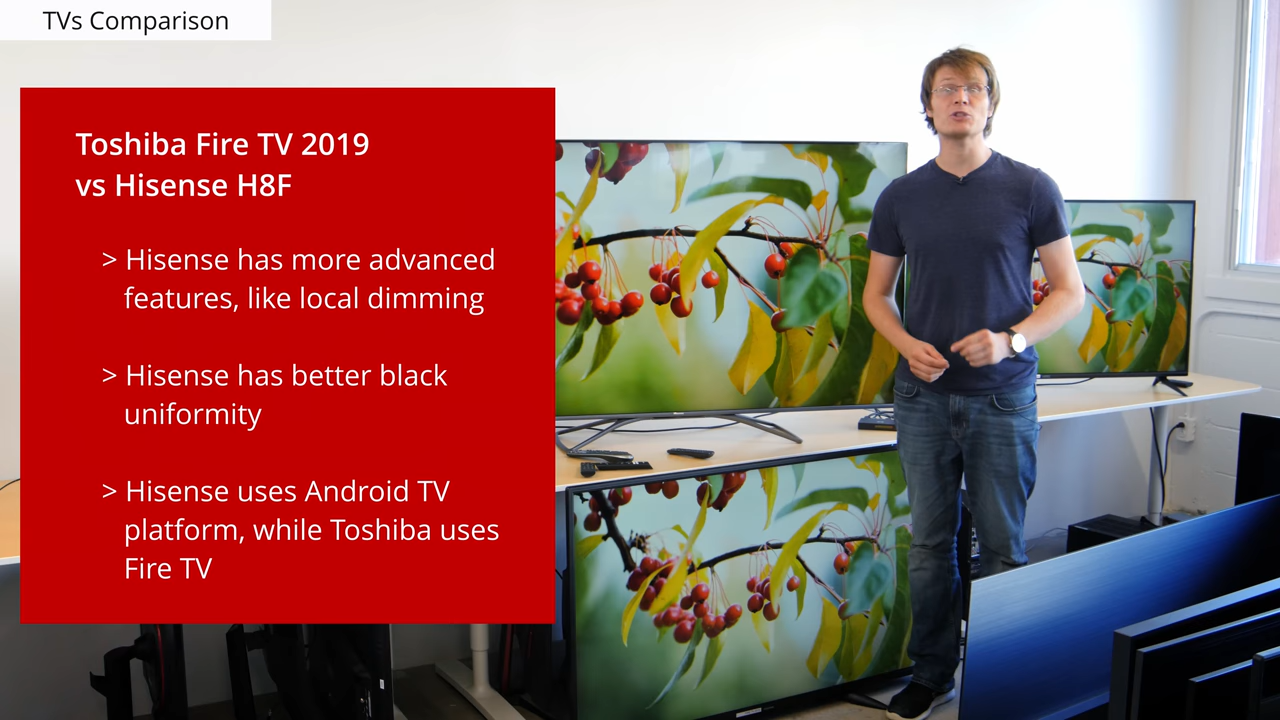 TVs Comparison
Toshiba Fire TV 2019
vs Hisense H8F
> Hisense has more advanced
features, like local dimming
> Hisense has better black
uniformity
> Hisense uses Android TV
platform, while Toshiba uses
Fire TV